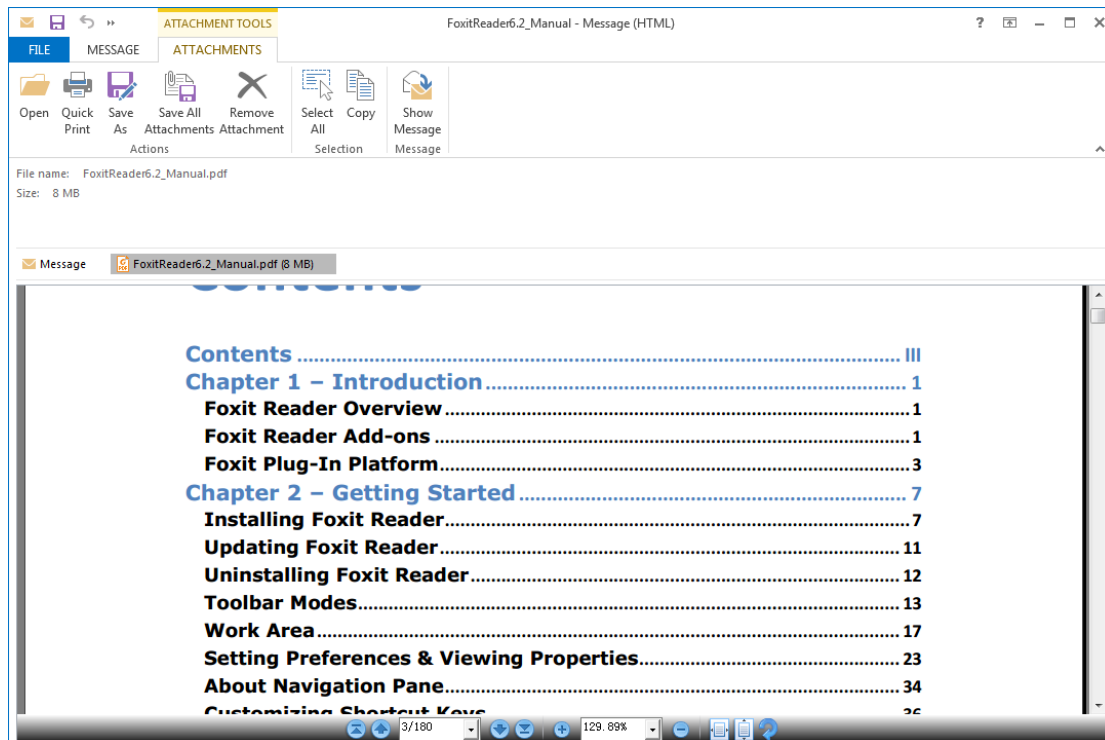 ATTACHMENT TOOLS
FoxitReader6.2_Manual - Message (HTML)
?
FILE MESSAGE ATTACHMENTS
Open Quick Print Save As Save All Attachments Remove Attachment Select All Copy Show Message
Actions Selection Message
File name: FoxitReader6.2_Manual.pdf
Size: 8 MB
Message FoxitReader6.2_Manual.pdf (8 MB)
Contents
Contents ........ III
Chapter 1 – Introduction ........ 1
Foxit Reader Overview ........ 1
Foxit Reader Add-ons ........ 1
Foxit Plug-In Platform ........ 3
Chapter 2 – Getting Started ........ 7
Installing Foxit Reader ........ 7
Updating Foxit Reader ........ 11
Uninstalling Foxit Reader ........ 12
Toolbar Modes ........ 13
Work Area ........ 17
Setting Preferences & Viewing Properties ........ 23
About Navigation Pane ........ 34
Customizing Shortcut Keys ........ 36
3/180 129.89%